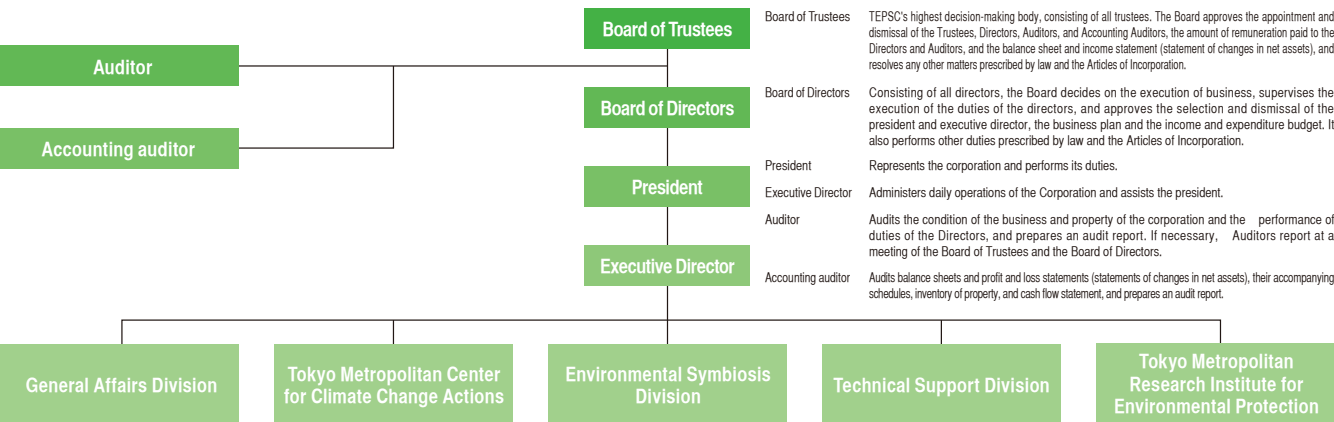 Board of Trustees
Auditor
Board of Directors
Accounting auditor
President
Executive Director
General Affairs Division
Tokyo Metropolitan Center
for Climate Change Actions
Environmental Symbiosis
Division
Technical Support Division
Tokyo Metropolitan
Research Institute for
Environmental Protection
Board of Trustees TEPSC's highest decision-making body, consisting of all trustees. The Board approves the appointment and
dismissal of the Trustees, Directors, Auditors, and Accounting Auditors, the amount of remuneration paid to the
Directors and Auditors, and the balance sheet and income statement (statement of changes in net assets), and
resolves any other matters prescribed by law and the Articles of Incorporation.
Board of Directors Consisting of all directors, the Board decides on the execution of business, supervises the
execution of the duties of the directors, and approves the selection and dismissal of the
president and executive director, the business plan and the income and expenditure budget. It
also performs other duties prescribed by law and the Articles of Incorporation.
President Represents the corporation and performs its duties.
Executive Director Administers daily operations of the Corporation and assists the president.
Auditor Audits the condition of the business and property of the corporation and the performance of
duties of the Directors, and prepares an audit report. If necessary, Auditors report at a
meeting of the Board of Trustees and the Board of Directors.
Accounting auditor Audits balance sheets and profit and loss statements (statements of changes in net assets), their accompanying
schedules, inventory of property, and cash flow statement, and prepares an audit report.